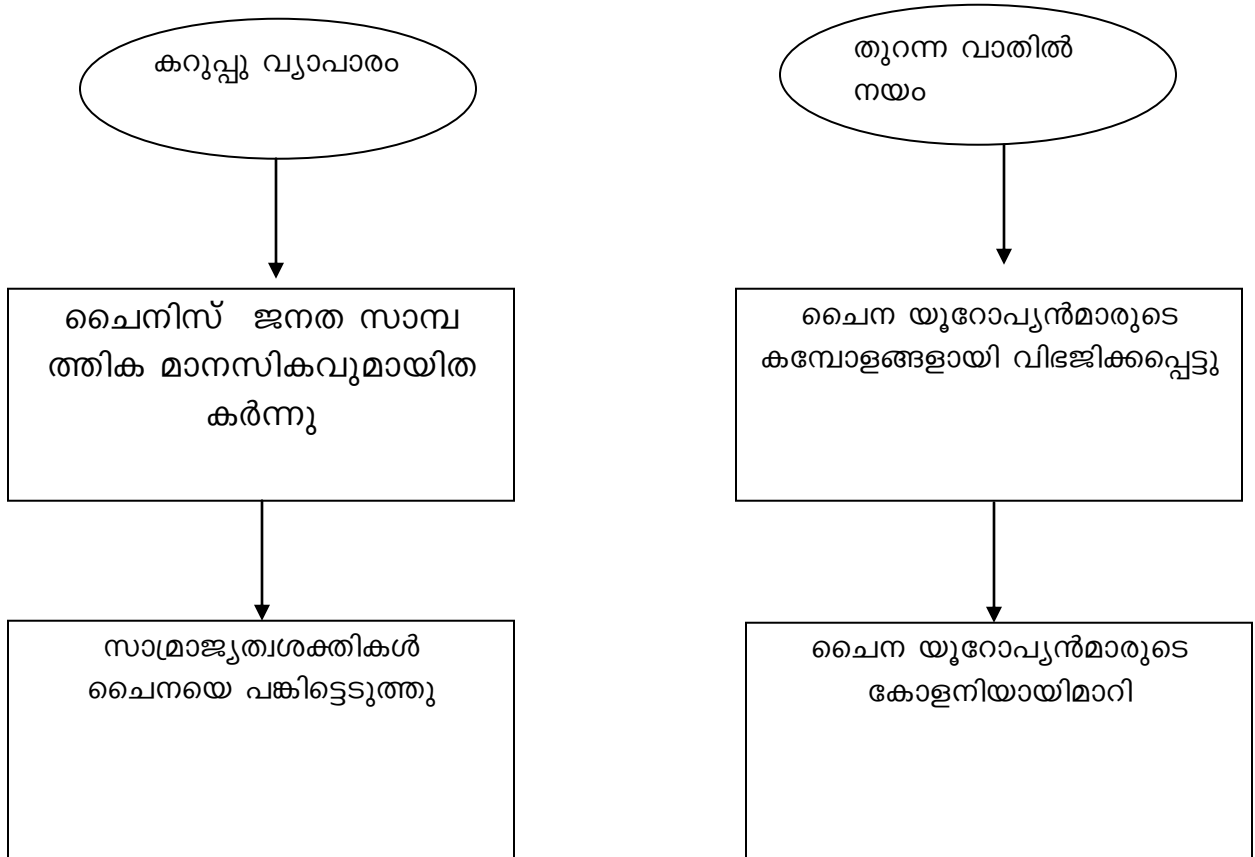 കറുപ്പു വ്യാപാരം
ചൈനിസ് ജനത സാമ്പ
ത്തിക മാനസികവുമായിത
കർന്നു
സാമ്രാജ്യത്വശക്തികൾ
ചൈനയെ പങ്കിട്ടെടുത്തു
തുറന്ന വാതിൽ
നയം
ചൈന യൂറോപ്യൻമാരുടെ
കമ്പോളങ്ങളായി വിഭജിക്കപ്പെട്ടു
ചൈന യൂറോപ്യൻമാരുടെ
കോളനിയായിമാറി